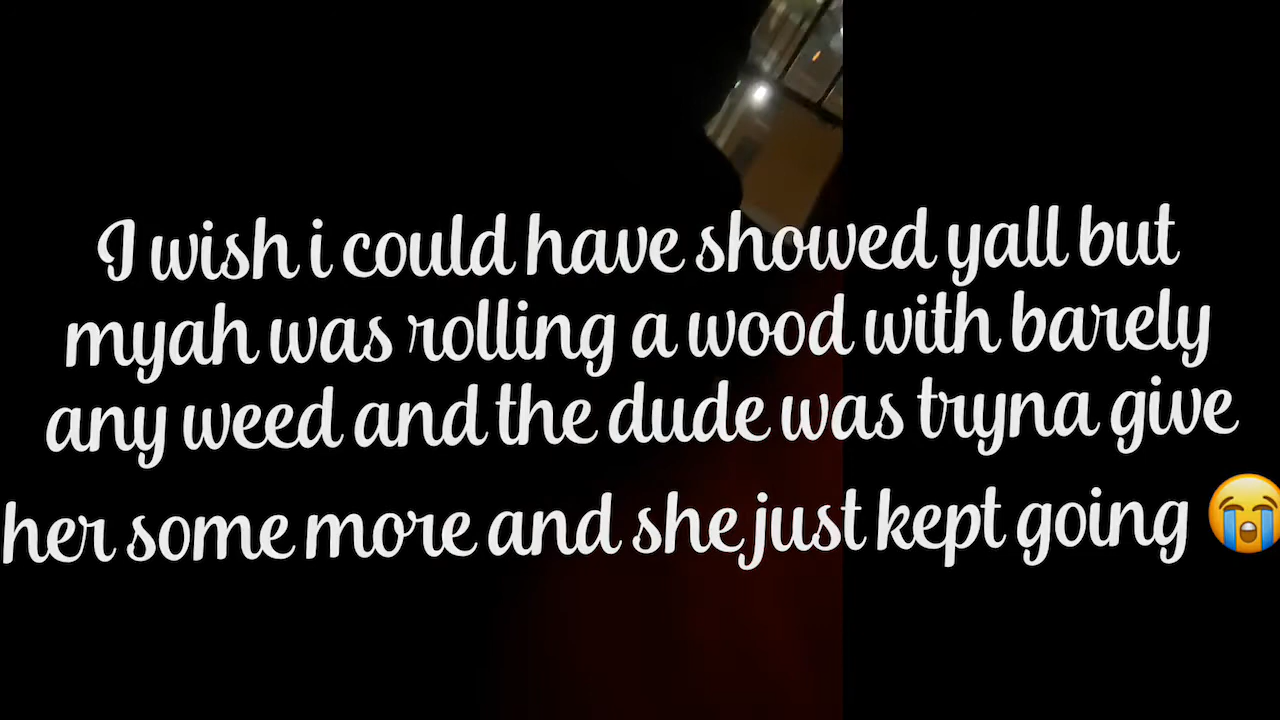 I wish i could have showed yall but
myah was rolling a wood with barely
any weed and the dude was tryna give
her some more and she just kept going 😭